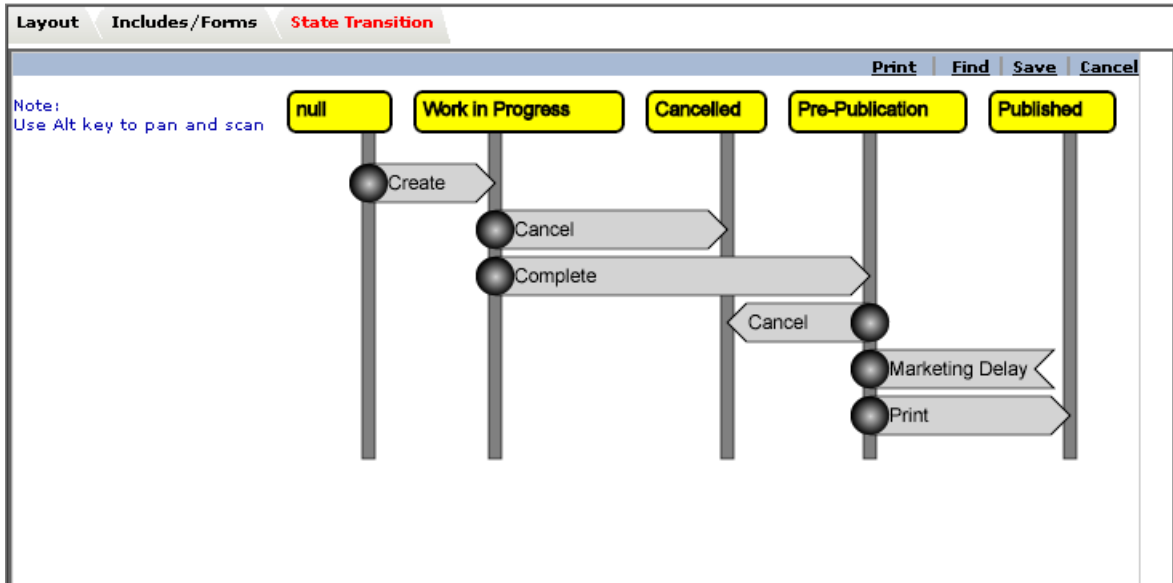 Layout Includes/Forms State Transition
Print Find Save Cancel
Note:
Use Alt key to pan and scan
null Work in Progress Cancelled Pre-Publication Published
Create
Cancel
Complete
Cancel
Marketing Delay
Print